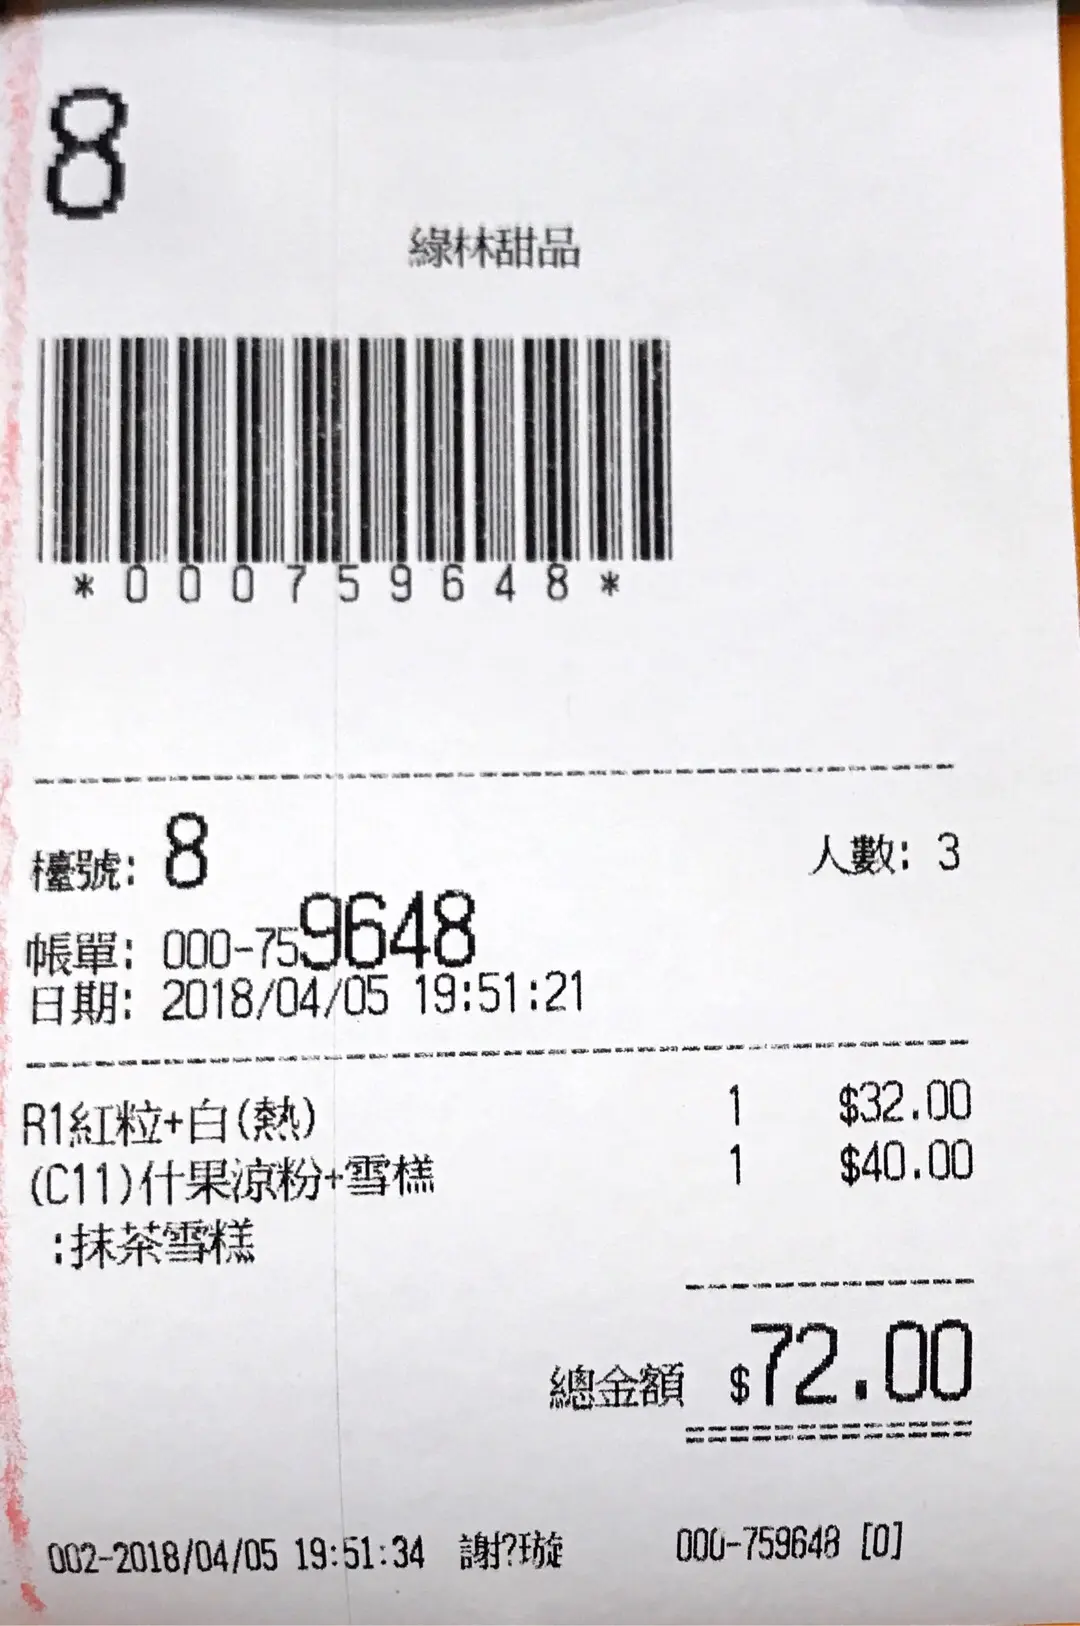 8
綠林甜品
*000759648*
檯號: 8 人數: 3
帳單: 000-759648
日期: 2018/04/05 19:51:21
R1紅粒+白(熱) 1 $32.00
(C11)什果涼粉+雪糕 1 $40.00
:抹茶雪糕
總金額 $72.00
002-2018/04/05 19:51:34 謝?璇 000-759648 [0]